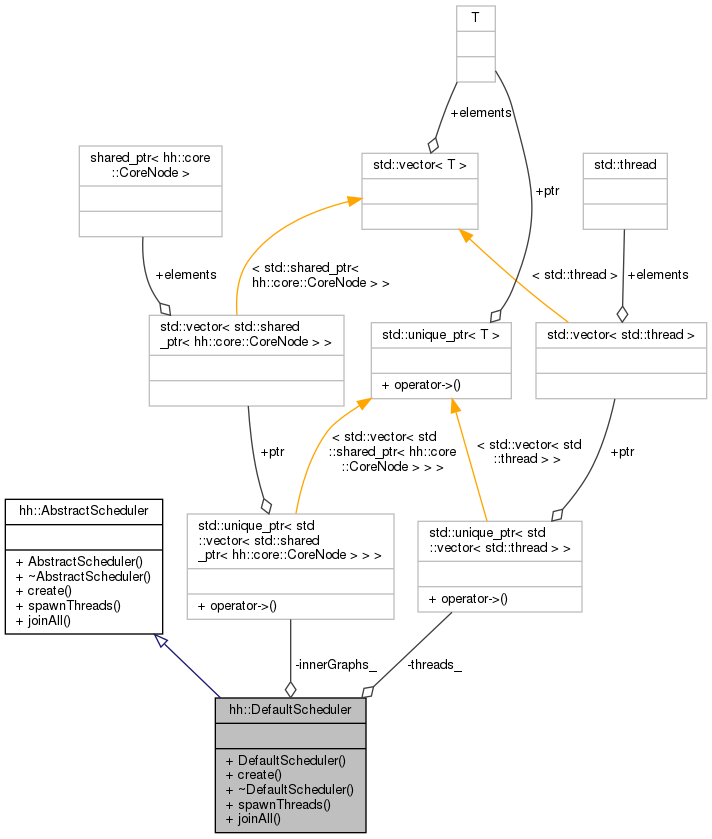 T
+elements
shared_ptr< hh::core
::CoreNode >
std::vector< T >
std::thread
+ptr
+elements
< std::shared_ptr<
hh::core::CoreNode > >
< std::thread >
+elements
std::vector< std::shared
_ptr< hh::core::CoreNode > >
std::unique_ptr< T >
+ operator->()
std::vector< std::thread >
+ptr
< std::vector< std
::shared_ptr< hh::core
::CoreNode > > >
< std::vector< std
::thread > >
+ptr
hh::AbstractScheduler
+ AbstractScheduler()
+ ~AbstractScheduler()
+ create()
+ spawnThreads()
+ joinAll()
std::unique_ptr< std
::vector< std::shared
_ptr< hh::core::CoreNode > > >
+ operator->()
std::unique_ptr< std
::vector< std::thread > >
+ operator->()
-innerGraphs_
-threads_
hh::DefaultScheduler
+ DefaultScheduler()
+ create()
+ ~DefaultScheduler()
+ spawnThreads()
+ joinAll()